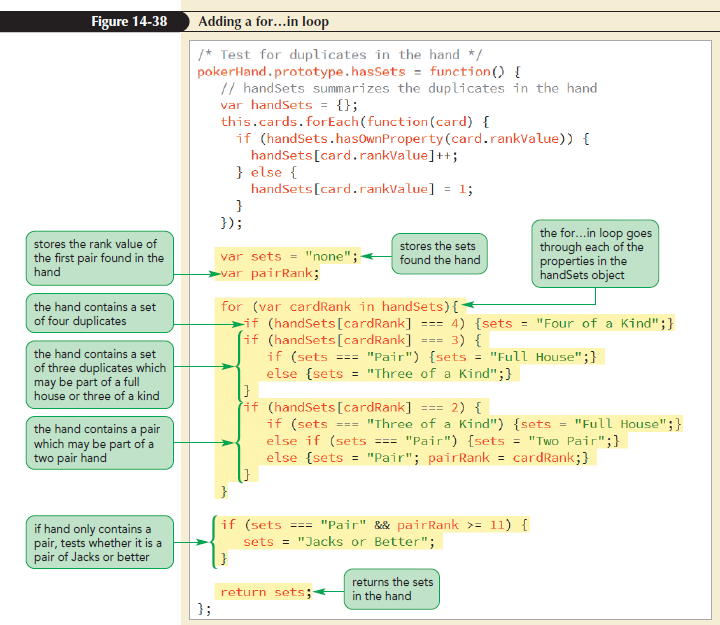 Figure 14-38
Adding a for...in loop
/* Test for duplicates in the hand */
pokerHand.prototype.hasSets = function() {
// handSets summarizes the duplicates in the hand
var handSets = {};
this.cards.forEach(function(card) {
if (handSets.hasOwnProperty(card.rankValue)) {
handSets[card.rankValue]++;
} else {
handSets[card.rankValue] = 1;
}
});
stores the rank value of
the first pair found in the
hand
var sets = "none";
var pairRank;
stores the sets
found the hand
the for...in loop goes
through each of the
properties in the
handSets object
the hand contains a set
of four duplicates
for (var cardRank in handSets){
if (handSets[cardRank] === 4) {sets = "Four of a Kind";}
the hand contains a set
of three duplicates which
may be part of a full
house or three of a kind
if (handSets[cardRank] === 3) {
if (sets === "Pair") {sets = "Full House";}
else {sets = "Three of a Kind";}
}
the hand contains a pair
which may be part of a
two pair hand
if (handSets[cardRank] === 2) {
if (sets === "Three of a Kind") {sets = "Full House";}
else if (sets === "Pair") {sets = "Two Pair";}
else {sets = "Pair"; pairRank = cardRank;}
}
}
if hand only contains a
pair, tests whether it is a
pair of Jacks or better
if (sets === "Pair" && pairRank >= 11) {
sets = "Jacks or Better";
}
return sets;
returns the sets
in the hand
};